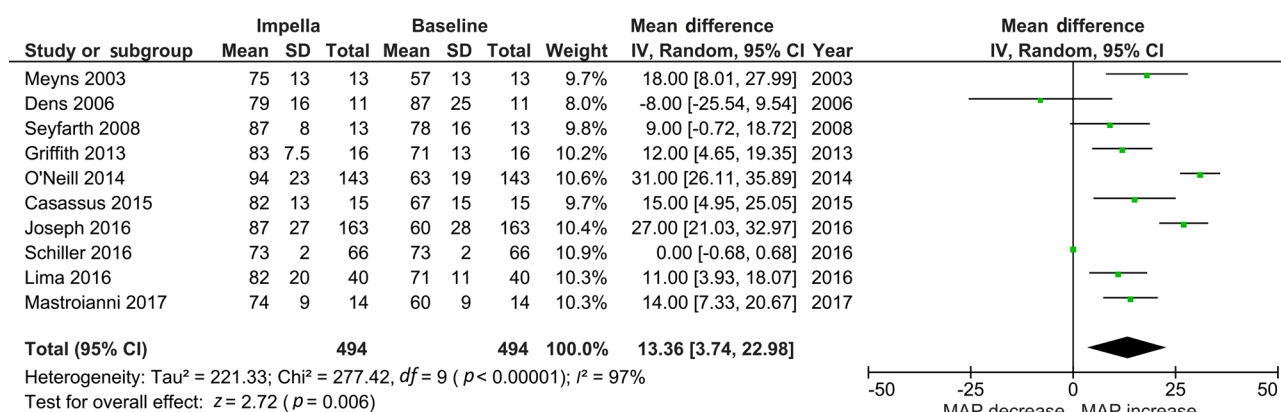 Impella Baseline Mean difference Mean difference
Study or subgroup Mean SD Total Mean SD Total Weight IV, Random, 95% CI Year IV, Random, 95% CI
Meyns 2003 75 13 13 57 13 13 9.7% 18.00 [8.01, 27.99] 2003
Dens 2006 79 16 11 87 25 11 8.0% -8.00 [-25.54, 9.54] 2006
Seyfarth 2008 87 8 13 78 16 13 9.8% 9.00 [-0.72, 18.72] 2008
Griffith 2013 83 7.5 16 71 13 16 10.2% 12.00 [4.65, 19.35] 2013
O'Neill 2014 94 23 143 63 19 143 10.6% 31.00 [26.11, 35.89] 2014
Casassus 2015 82 13 15 67 15 15 9.7% 15.00 [4.95, 25.05] 2015
Joseph 2016 87 27 163 60 28 163 10.4% 27.00 [21.03, 32.97] 2016
Schiller 2016 73 2 66 73 2 66 10.9% 0.00 [-0.68, 0.68] 2016
Lima 2016 82 20 40 71 11 40 10.3% 11.00 [3.93, 18.07] 2016
Mastroianni 2017 74 9 14 60 9 14 10.3% 14.00 [7.33, 20.67] 2017
Total (95% CI) 494 494 100.0% 13.36 [3.74, 22.98]
Heterogeneity: Tau² = 221.33; Chi² = 277.42, df = 9 ( p < 0.00001); I² = 97%
Test for overall effect: z = 2.72 ( p = 0.006)
-50 -25 0 25 50
MAP decrease MAP increase